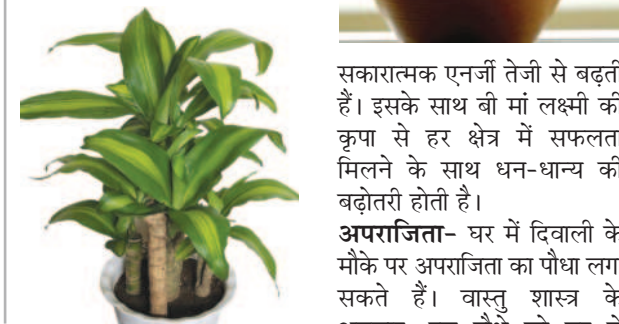 सकारात्मक एनर्जी तेजी से बढ़ती
हैं। इसके साथ बी मां लक्ष्मी की
कृपा से हर क्षेत्र में सफलता
मिलने के साथ धन-धान्य की
बढ़ोतरी होती है।
अपराजिता- घर में दिवाली के
मौके पर अपराजिता का पौधा लगा
सकते हैं। वास्तु शास्त्र के